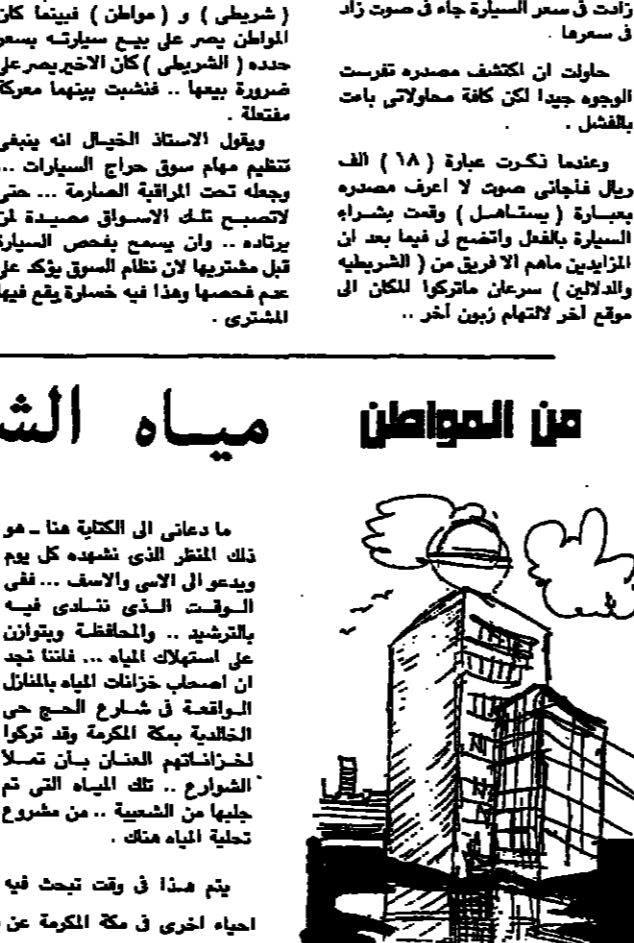 زادت في سعر السيارة جاء في صوت زاد
في سعرها .
حاولت ان اكتشف مصدره تفرست
الوجوه جيدا لكن كافة محاولاتي باءت
بالفشل .
وعندما تكررت عبارة ( ١٨ ) الف
ريال فاجأني صوت لا اعرف مصدره
بعبارة ( يستاهل ) وقمت بشراء
السيارة بالفعل واتضح لي فيما بعد ان
المزايدين ماهم الا فريق من ( الشريطيه
والدلالين ) سرعان ماتركوا المكان الى
موقع آخر لالتهام زبون آخر ..
( شريطي ) و ( مواطن ) فبينما كان
المواطن يصر على بيع سيارته بسعر
حدده ( الشريطي ) كان الاخير يصر على
ضرورة بيعها .. فنشبت بينهما معركة
مفتعلة .
ويقول الاستاذ الخيال انه ينبغي
تنظيم مهام سوق حراج السيارات ...
وجعله تحت المراقبة الصارمة ... حتى
لاتصبح تلك الاسواق مصيدة لمن
يرتاده .. وان يسمح بفحص السيارة
قبل مشتريها لان نظام السوق يؤكد على
عدم فحصها وهذا فيه خسارة يقع فيها
المشترى .
من المواطن
مياه الش
ما دعاني الى الكتابة هنا ـ هو
ذلك المنظر الذي نشهده كل يوم
ويدعو الى الاسى والاسف ... ففي
الوقت الذي ننادى فيه
بالترشيد .. والمحافظة وبتوازن
على استهلاك المياه ... فاننا نجد
ان اصحاب خزانات المياه بالمنازل
الواقعة في شارع الحج حي
الخالدية بمكة المكرمة وقد تركوا
لخزاناتهم العنان بأن تملأ
الشوارع .. تلك المياه التي تم
جلبها من الشعيبة .. من مشروع
تحلية المياه هناك .
يتم هذا في وقت تبحث فيه
احياء اخرى في مكة المكرمة عن